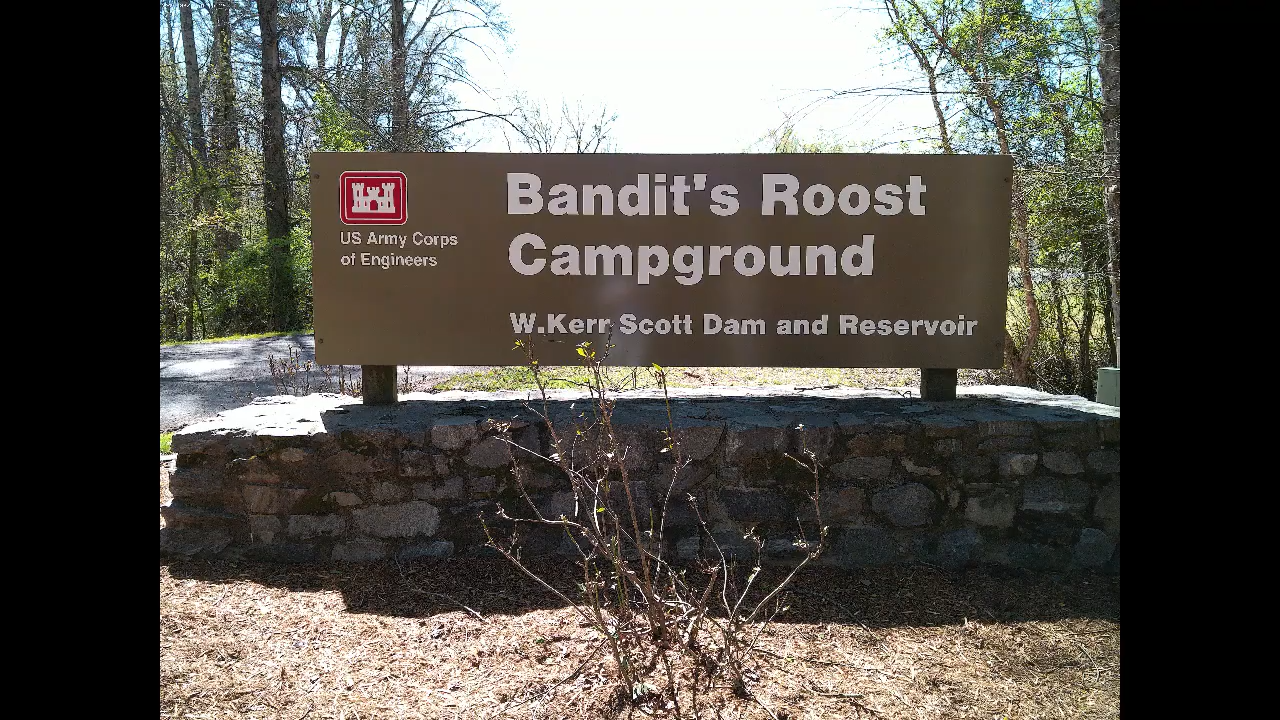 US Army Corps
of Engineers
Bandit's Roost
Campground
W.Kerr Scott Dam and Reservoir